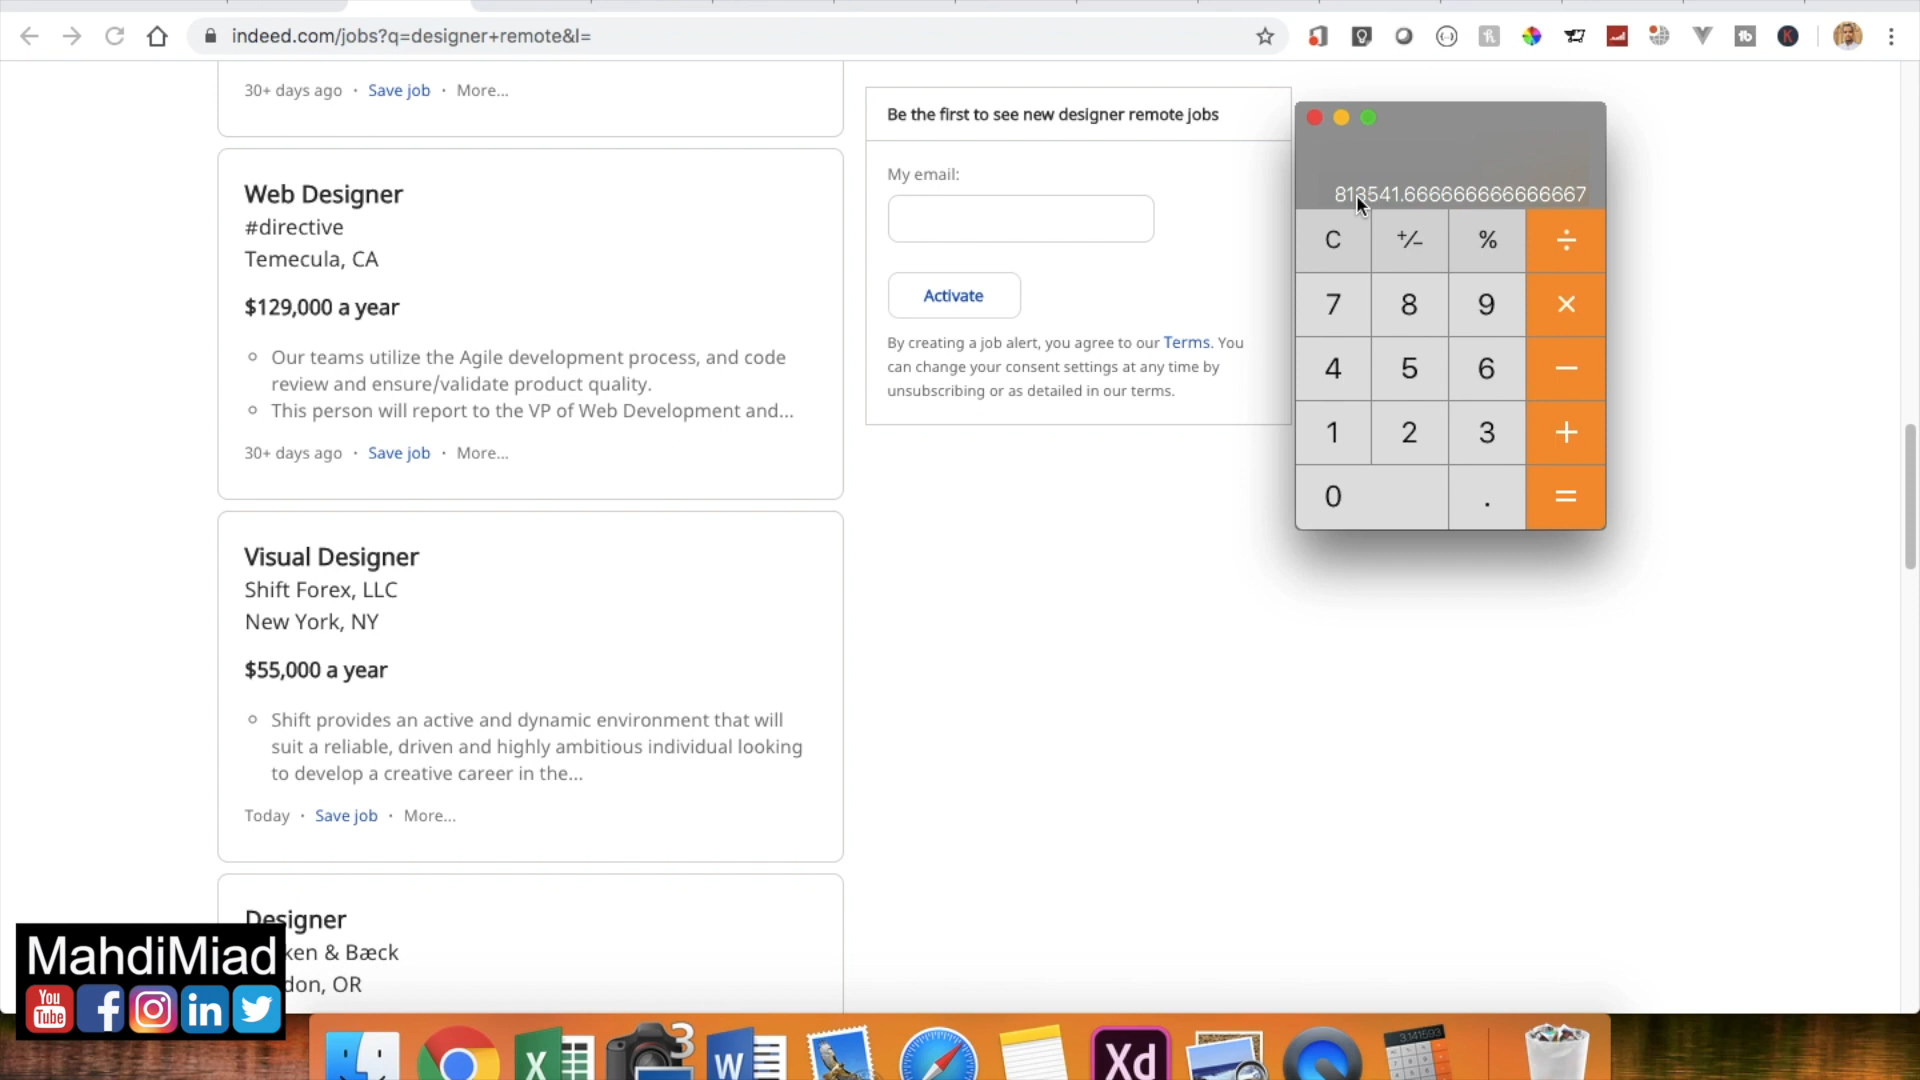 indeed.com/jobs?q=designer+remote&l=
30+ days ago · Save job · More...
Web Designer
#directive
Temecula, CA
$129,000 a year
Our teams utilize the Agile development process, and code
review and ensure/validate product quality.
This person will report to the VP of Web Development and...
30+ days ago · Save job · More...
Visual Designer
Shift Forex, LLC
New York, NY
$55,000 a year
Shift provides an active and dynamic environment that will
suit a reliable, driven and highly ambitious individual looking
to develop a creative career in the...
Today · Save job · More...
Designer
ken & Bæck
don, OR
Be the first to see new designer remote jobs
My email:
Activate
By creating a job alert, you agree to our Terms. You
can change your consent settings at any time by
unsubscribing or as detailed in our terms.
813541.666666666666667
C +/− % ÷
7 8 9 ×
4 5 6 −
1 2 3 +
0 . =
MahdiMiad
You
Tube
f
in
X
3
W
Xd
3.141593
tb
K